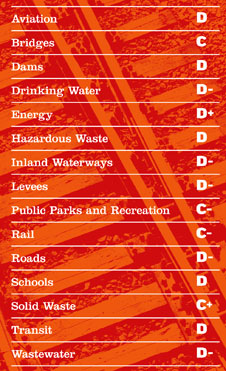 Aviation D
Bridges C
Dams D
Drinking Water D-
Energy D+
Hazardous Waste D
Inland Waterways D-
Levees D-
Public Parks and Recreation C-
Rail C-
Roads D-
Schools D
Solid Waste C+
Transit D
Wastewater D-